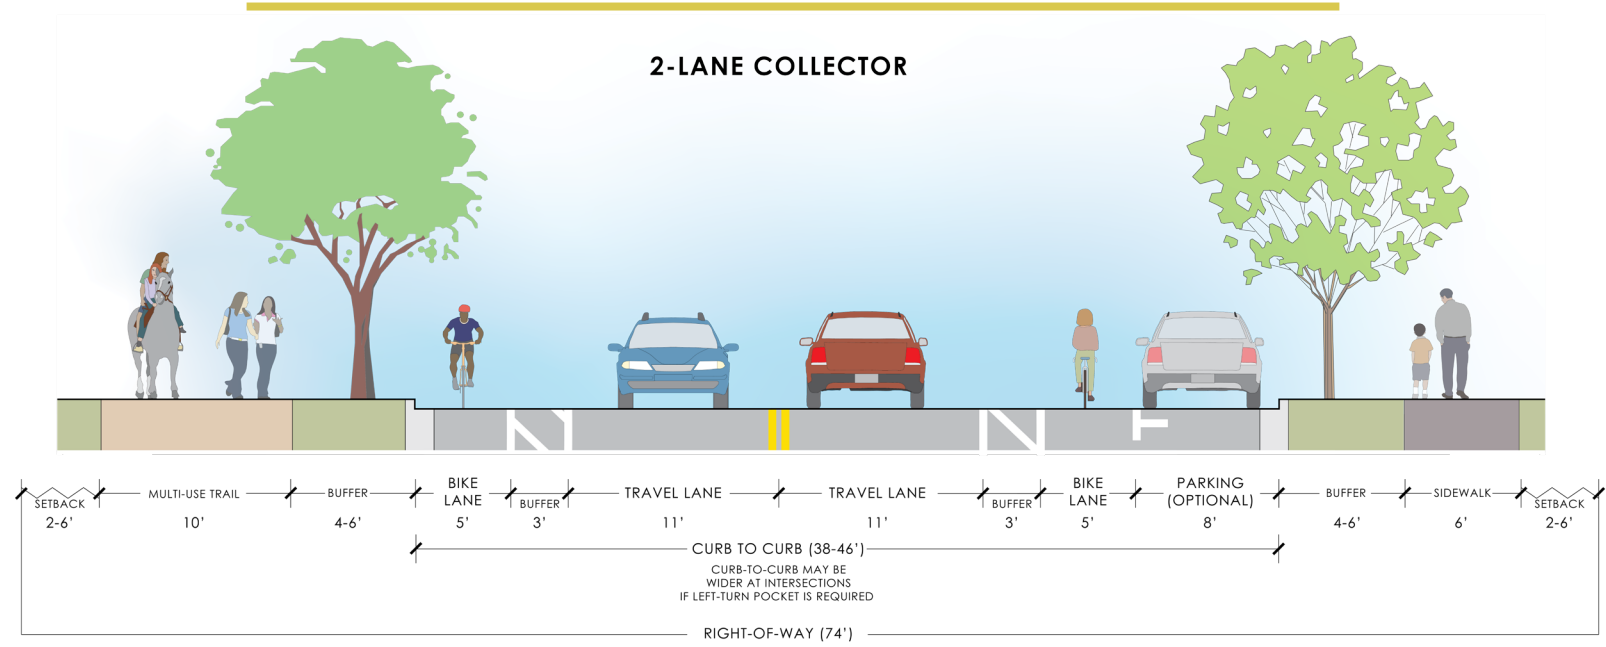 2-LANE COLLECTOR
SETBACK
2-6’
MULTI-USE TRAIL
10’
BUFFER
4-6’
BIKE
LANE
5’
BUFFER
3’
TRAVEL LANE
11’
TRAVEL LANE
11’
BUFFER
3’
BIKE
LANE
5’
PARKING
(OPTIONAL)
8’
BUFFER
4-6’
SIDEWALK
6’
SETBACK
2-6’
CURB TO CURB (38-46’)
CURB-TO-CURB MAY BE
WIDER AT INTERSECTIONS
IF LEFT-TURN POCKET IS REQUIRED
RIGHT-OF-WAY (74’)